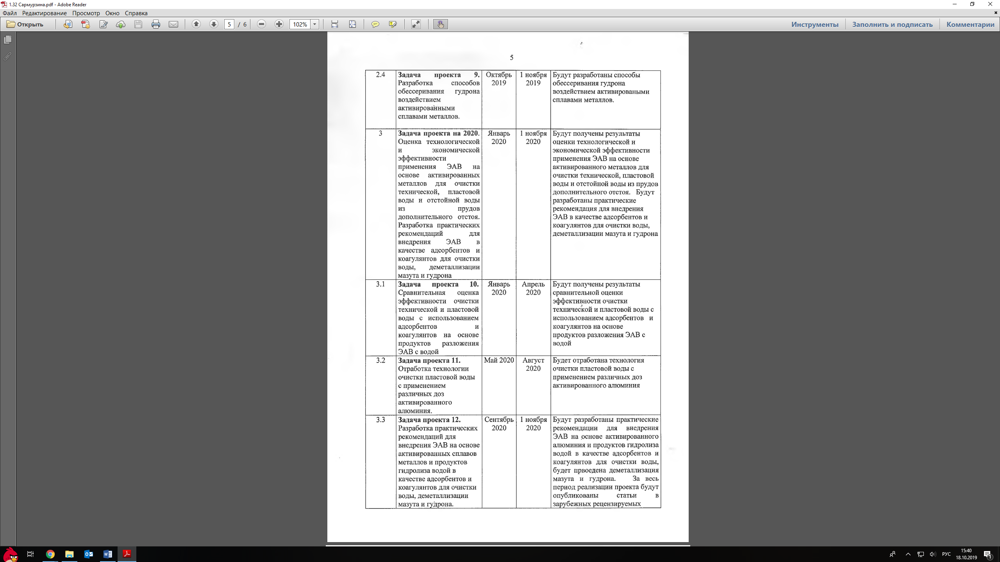 1.32 Сармурзина.pdf - Adobe Reader
Файл Редактирование Просмотр Окно Справка
Открыть 5 / 6 102% Инструменты Заполнить и подписать Комментарии
5
2.4
Задача проекта 9.
Разработка способов
обессеривания гудрона
воздействием
активированными
сплавами металлов.
Октябрь
2019
1 ноября
2019
Будут разработаны способы
обессеривания гудрона
воздействием активироваными
сплавами металлов.
3
Задача проекта на 2020.
Оценка технологической
и экономической
эффективности
применения ЭАВ на
основе активированных
металлов для очистки
технической, пластовой
воды и отстойной воды
из прудов
дополнительного отстоя.
Разработка практических
рекомендаций для
внедрения ЭАВ в
качестве адсорбентов и
коагулянтов для очистки
воды, деметаллизации
мазута и гудрона
Январь
2020
1 ноября
2020
Будут получены результаты
оценки технологической и
экономической эффективности
применения ЭАВ на основе
активированного металлов для
очистки технической, пластовой
воды и отстойной воды из прудов
дополнительного отстоя. Будут
разработаны практические
рекомендация для внедрения
ЭАВ в качестве адсорбентов и
коагулянтов для очистки воды,
деметаллизации мазута и гудрона
3.1
Задача проекта 10.
Сравнительная оценка
эффективности очистки
технической и пластовой
воды с использованием
адсорбентов и
коагулянтов на основе
продуктов разложения
ЭАВ с водой
Январь
2020
Апрель
2020
Будут получены результаты
сравнительной оценки
эффективности очистки
технической и пластовой воды с
использованием адсорбентов и
коагулянтов на основе
продуктов разложения ЭАВ с
водой
3.2
Задача проекта 11.
Отработка технологии
очистки пластовой воды
с применением
различных доз
активированного
алюминия.
Май 2020
Август
2020
Будет отработана технология
очистки пластовой воды с
применением различных доз
активированного алюминия
3.3
Задача проекта 12.
Разработка практических
рекомендаций для
внедрения ЭАВ на основе
активированных сплавов
металлов и продуктов
гидролиза водой в
качестве адсорбентов и
коагулянтов для очистки
воды, деметаллизации
мазута и гудрона.
Сентябрь
2020
1 ноября
2020
Будут разработаны практические
рекомендации для внедрения
ЭАВ на основе активированного
алюминия и продуктов гидролиза
водой в качестве адсорбентов и
коагулянтов для очистки воды,
будет првоедена деметаллизация
мазута и гудрона. За весь
период реализации проекта будут
опубликованы статьи в
зарубежных рецензируемых
РУС
15:40
18.10.2019
1